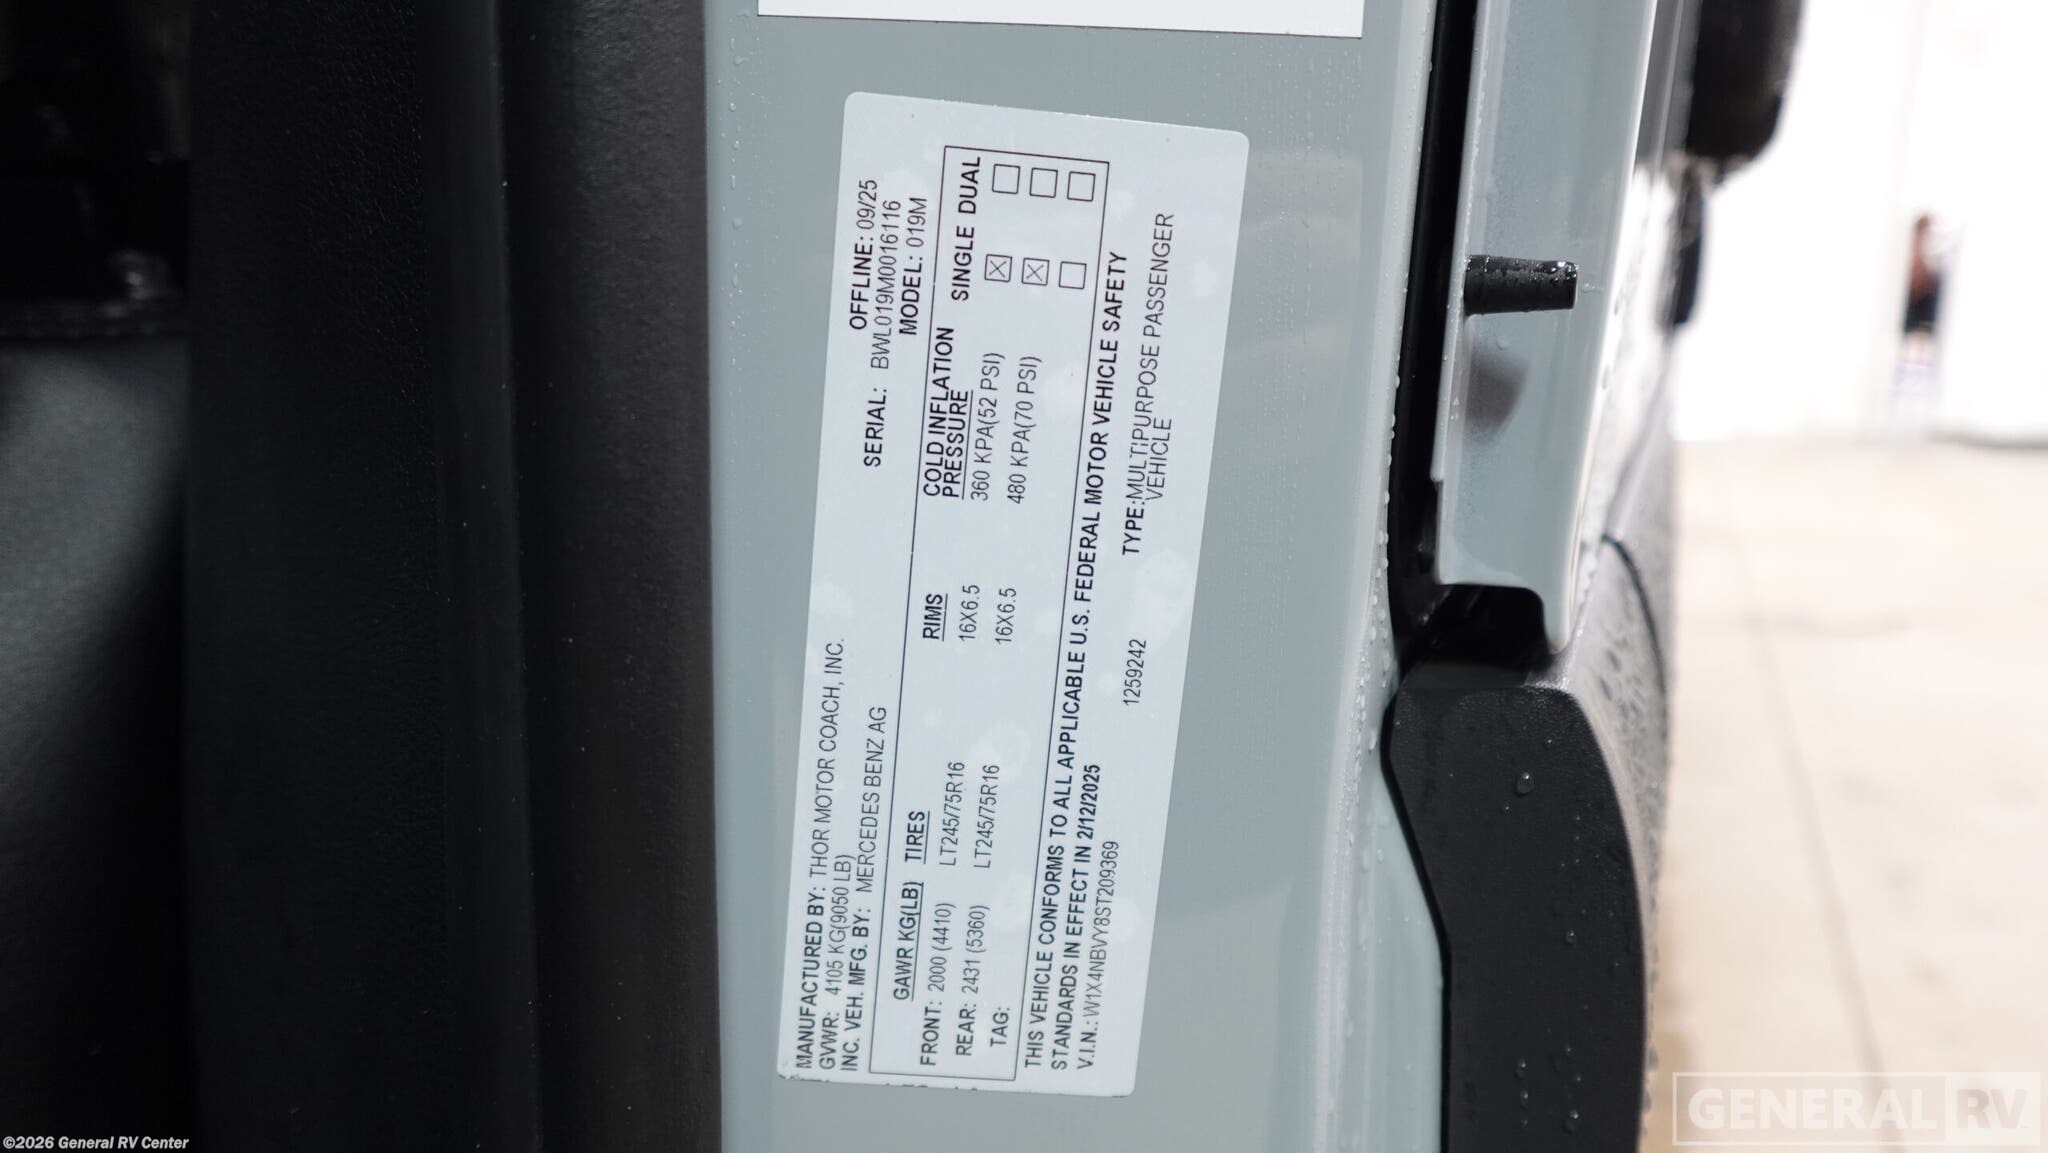 MANUFACTURED BY: THOR MOTOR COACH, INC. OFFLINE: 09/25
GVWR: 4105 KG(9050 LB) SERIAL: BWL019M0016116
INC. VEH. MFG. BY: MERCEDES BENZ AG MODEL: 019M
GAWR KG(LB) TIRES RIMS COLD INFLATION PRESSURE SINGLE DUAL
FRONT: 2000 (4410) LT245/75R16 16X6.5 360 KPA(52 PSI) ☒ ☐
REAR: 2431 (5360) LT245/75R16 16X6.5 480 KPA(70 PSI) ☒ ☐
TAG: ☐ ☐
THIS VEHICLE CONFORMS TO ALL APPLICABLE U.S. FEDERAL MOTOR VEHICLE SAFETY
STANDARDS IN EFFECT IN 2/12/2025
V.I.N.: W1X4NBVY8ST209369 1259242 TYPE:MULTIPURPOSE PASSENGER
VEHICLE
©2026 General RV Center
GENERAL RV